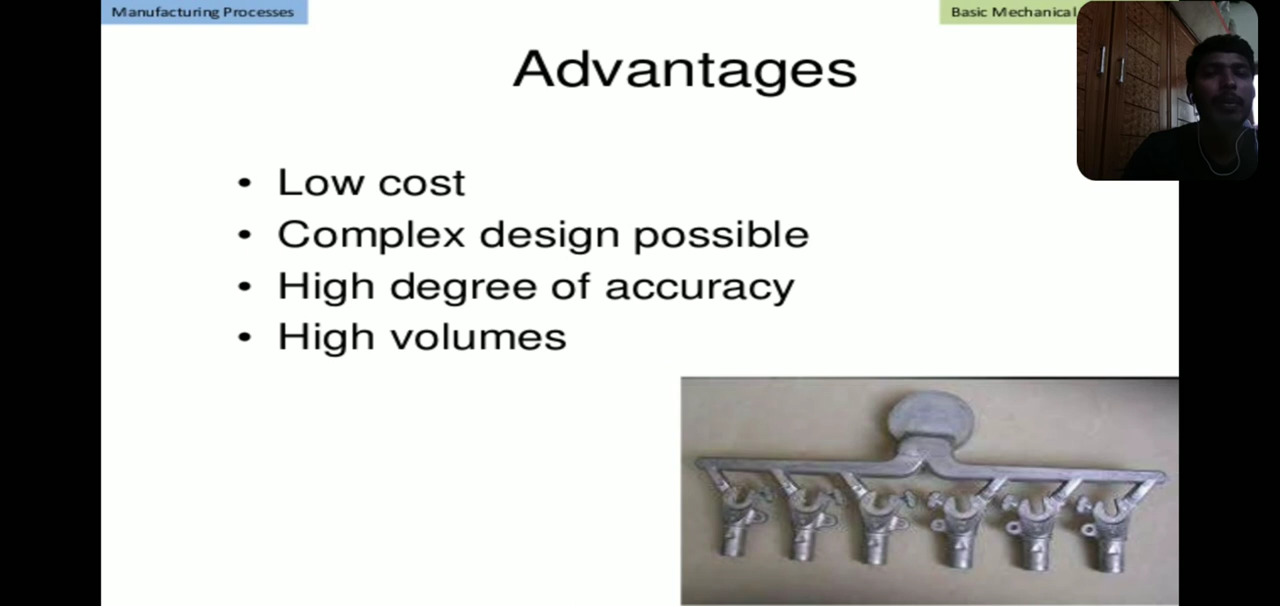 Manufacturing Processes
Basic Mechanical
Advantages
• Low cost
• Complex design possible
• High degree of accuracy
• High volumes